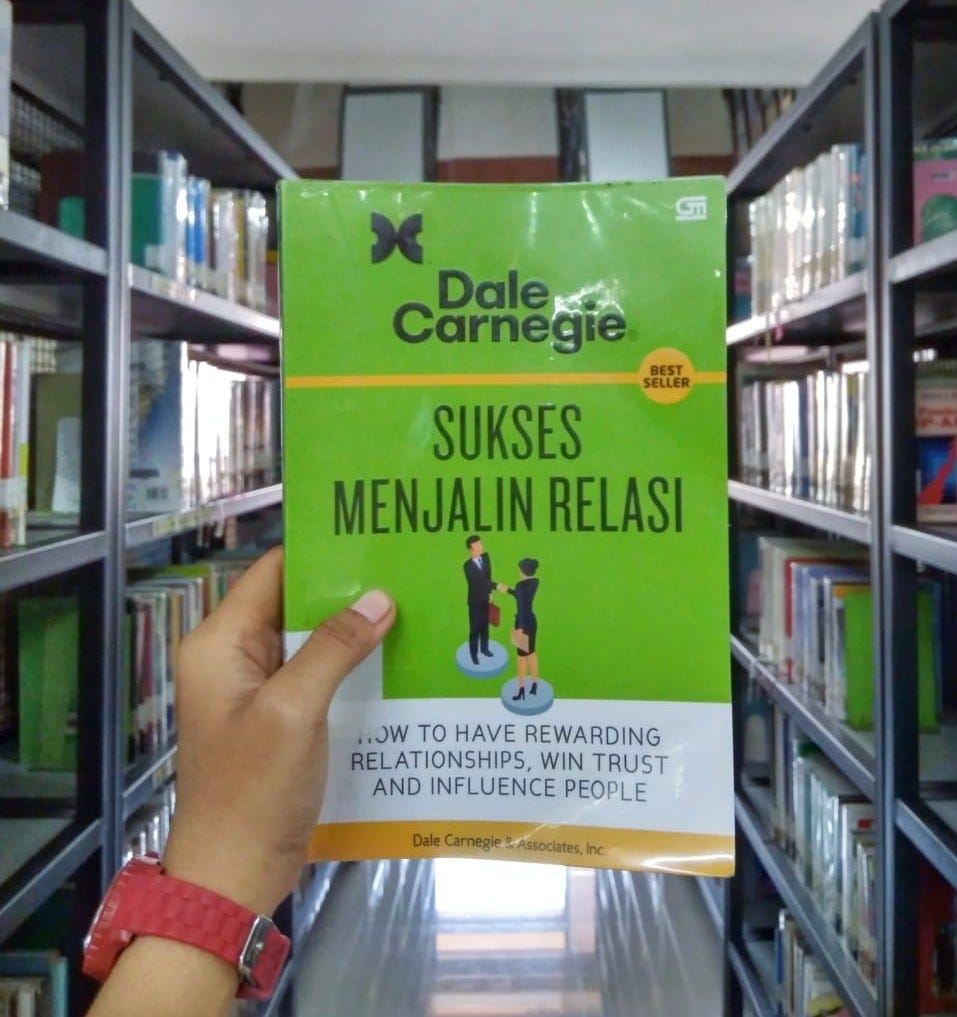 Dale
Carnegie
BEST
SELLER
SUKSES
MENJALIN RELASI
HOW TO HAVE REWARDING
RELATIONSHIPS, WIN TRUST
AND INFLUENCE PEOPLE
Dale Carnegie & Associates, Inc.